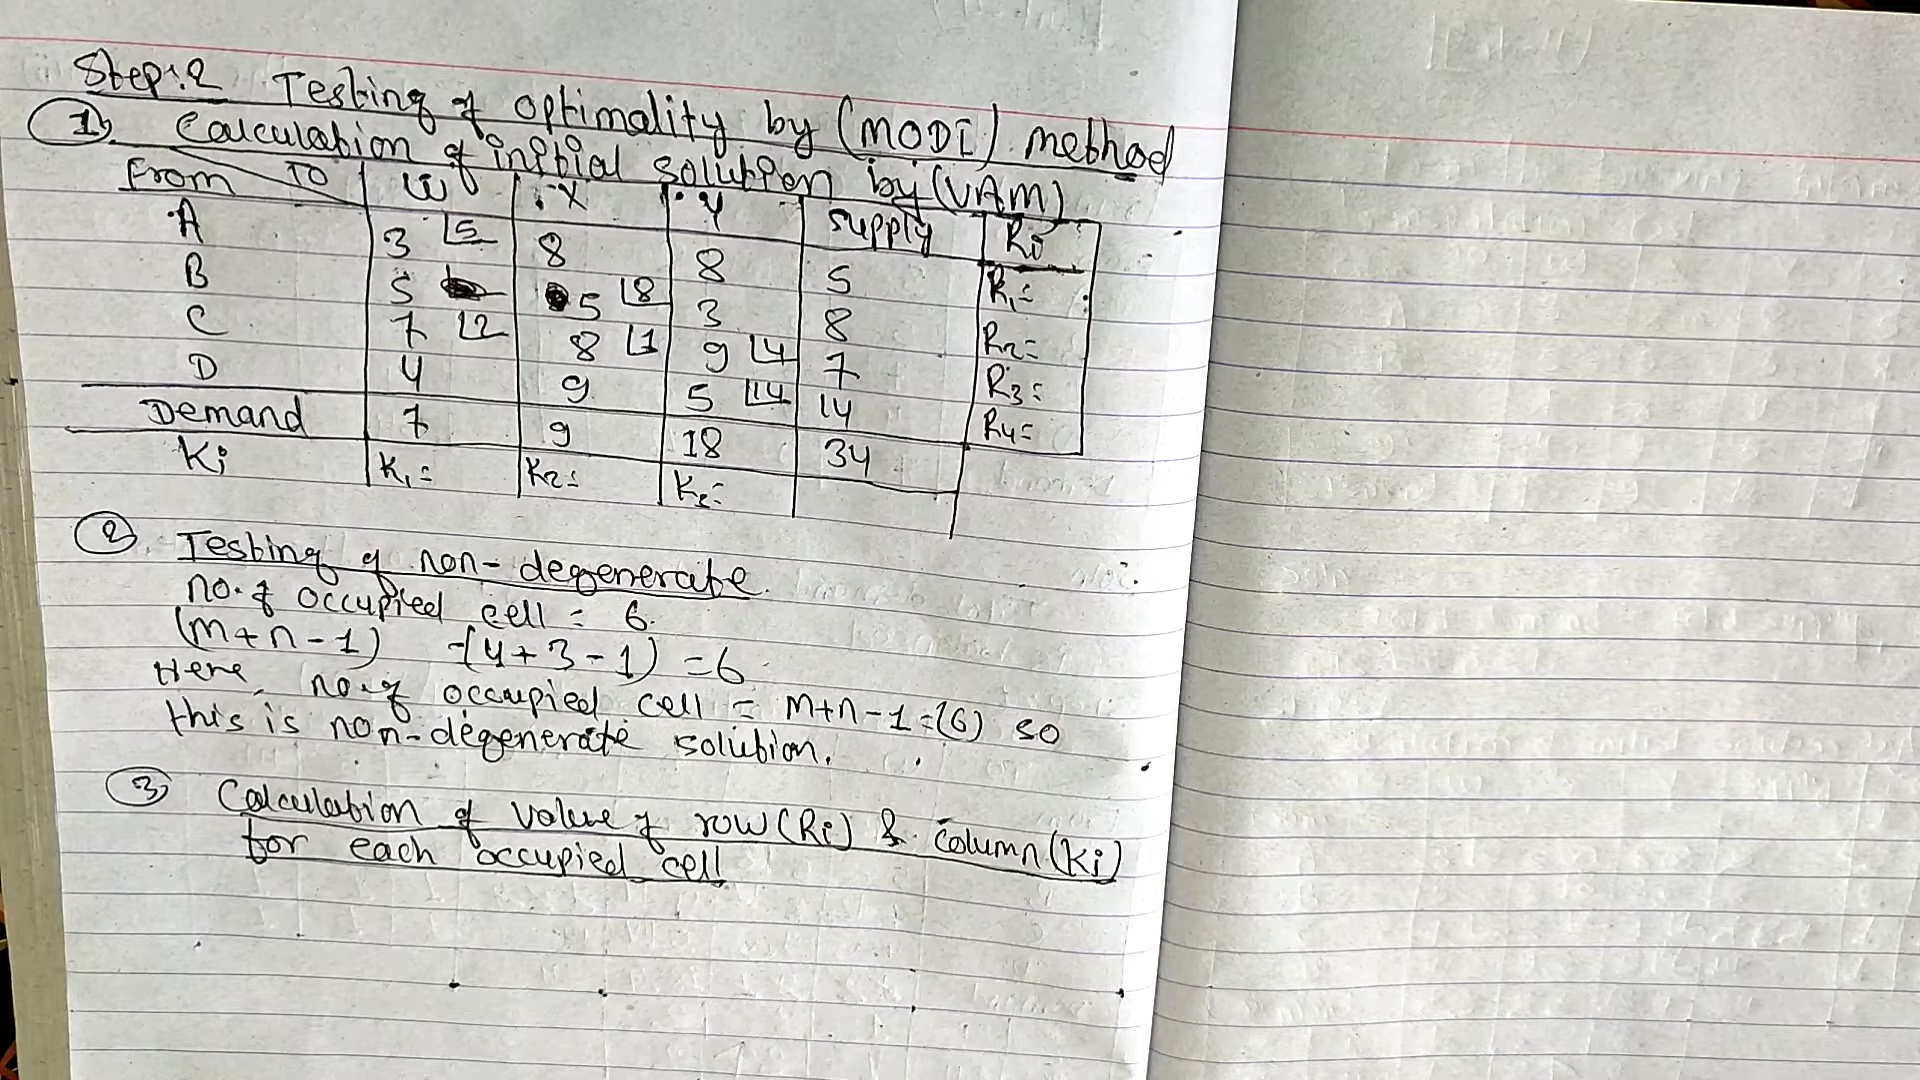 Step:2 Testing of optimality by (MODI) method
1) Calculation of initial solution by (VAM)
From TO W X Y supply Ri
A 3 5 8 8 5 R1=
B 5 5 8 3 8 R2=
C 7 2 8 1 9 4 7 R3=
D 4 9 5 14 14 R4=
Demand 7 9 18 34
Kj K1= K2= K3=
2) Testing of non-degenerate.
no. of occupied cell = 6.
(m+n-1) -(4+3-1) =6
Here, no. of occupied cell = m+n-1=(6) so
this is non-degenerate solution.
3) Calculation of value of row (Ri) & column (Kj)
for each occupied cell